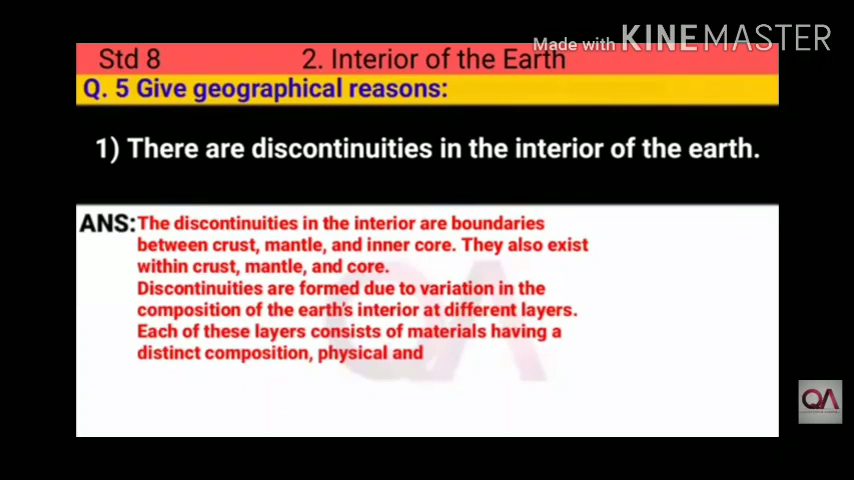 Made with KINEMASTER
Std 8 2. Interior of the Earth
Q. 5 Give geographical reasons:
1) There are discontinuities in the interior of the earth.
ANS: The discontinuities in the interior are boundaries
between crust, mantle, and inner core. They also exist
within crust, mantle, and core.
Discontinuities are formed due to variation in the
composition of the earth's interior at different layers.
Each of these layers consists of materials having a
distinct composition, physical and
QA
QA